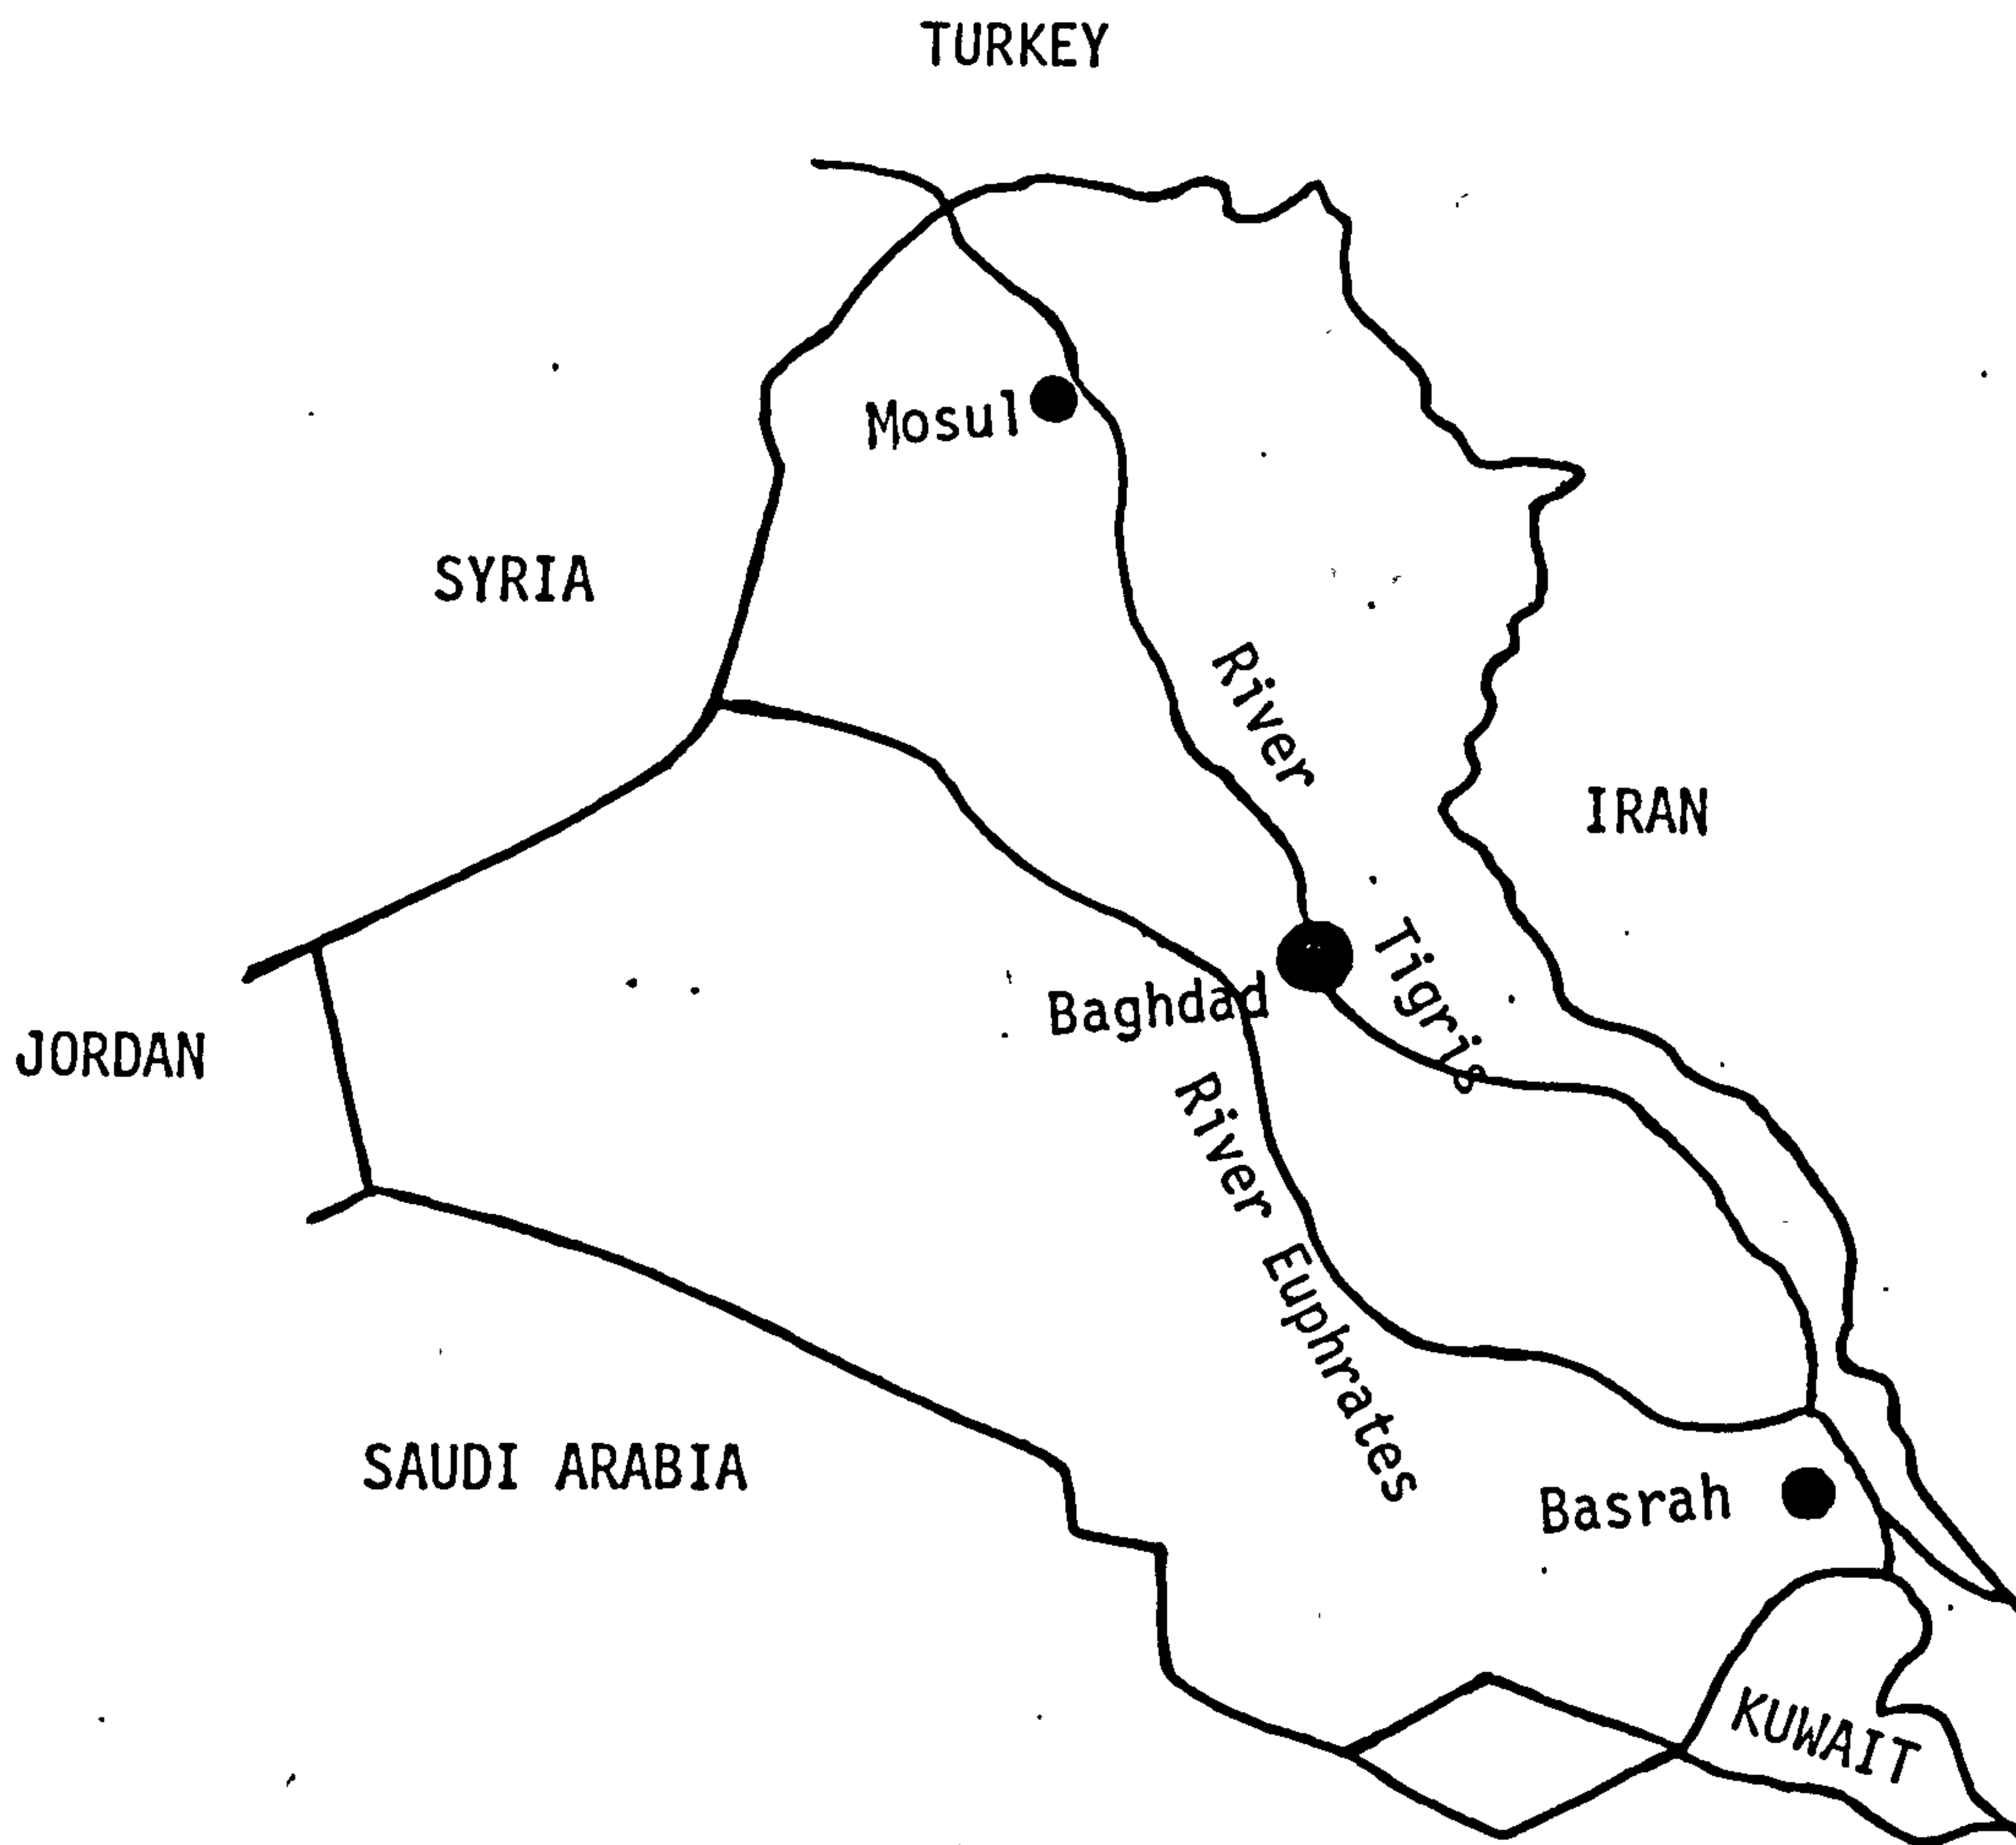 TURKEY
Mosul
SYRIA
River Tigris
IRAN
Baghdad
JORDAN
River Euphrates
SAUDI ARABIA
Basrah
KUWAIT